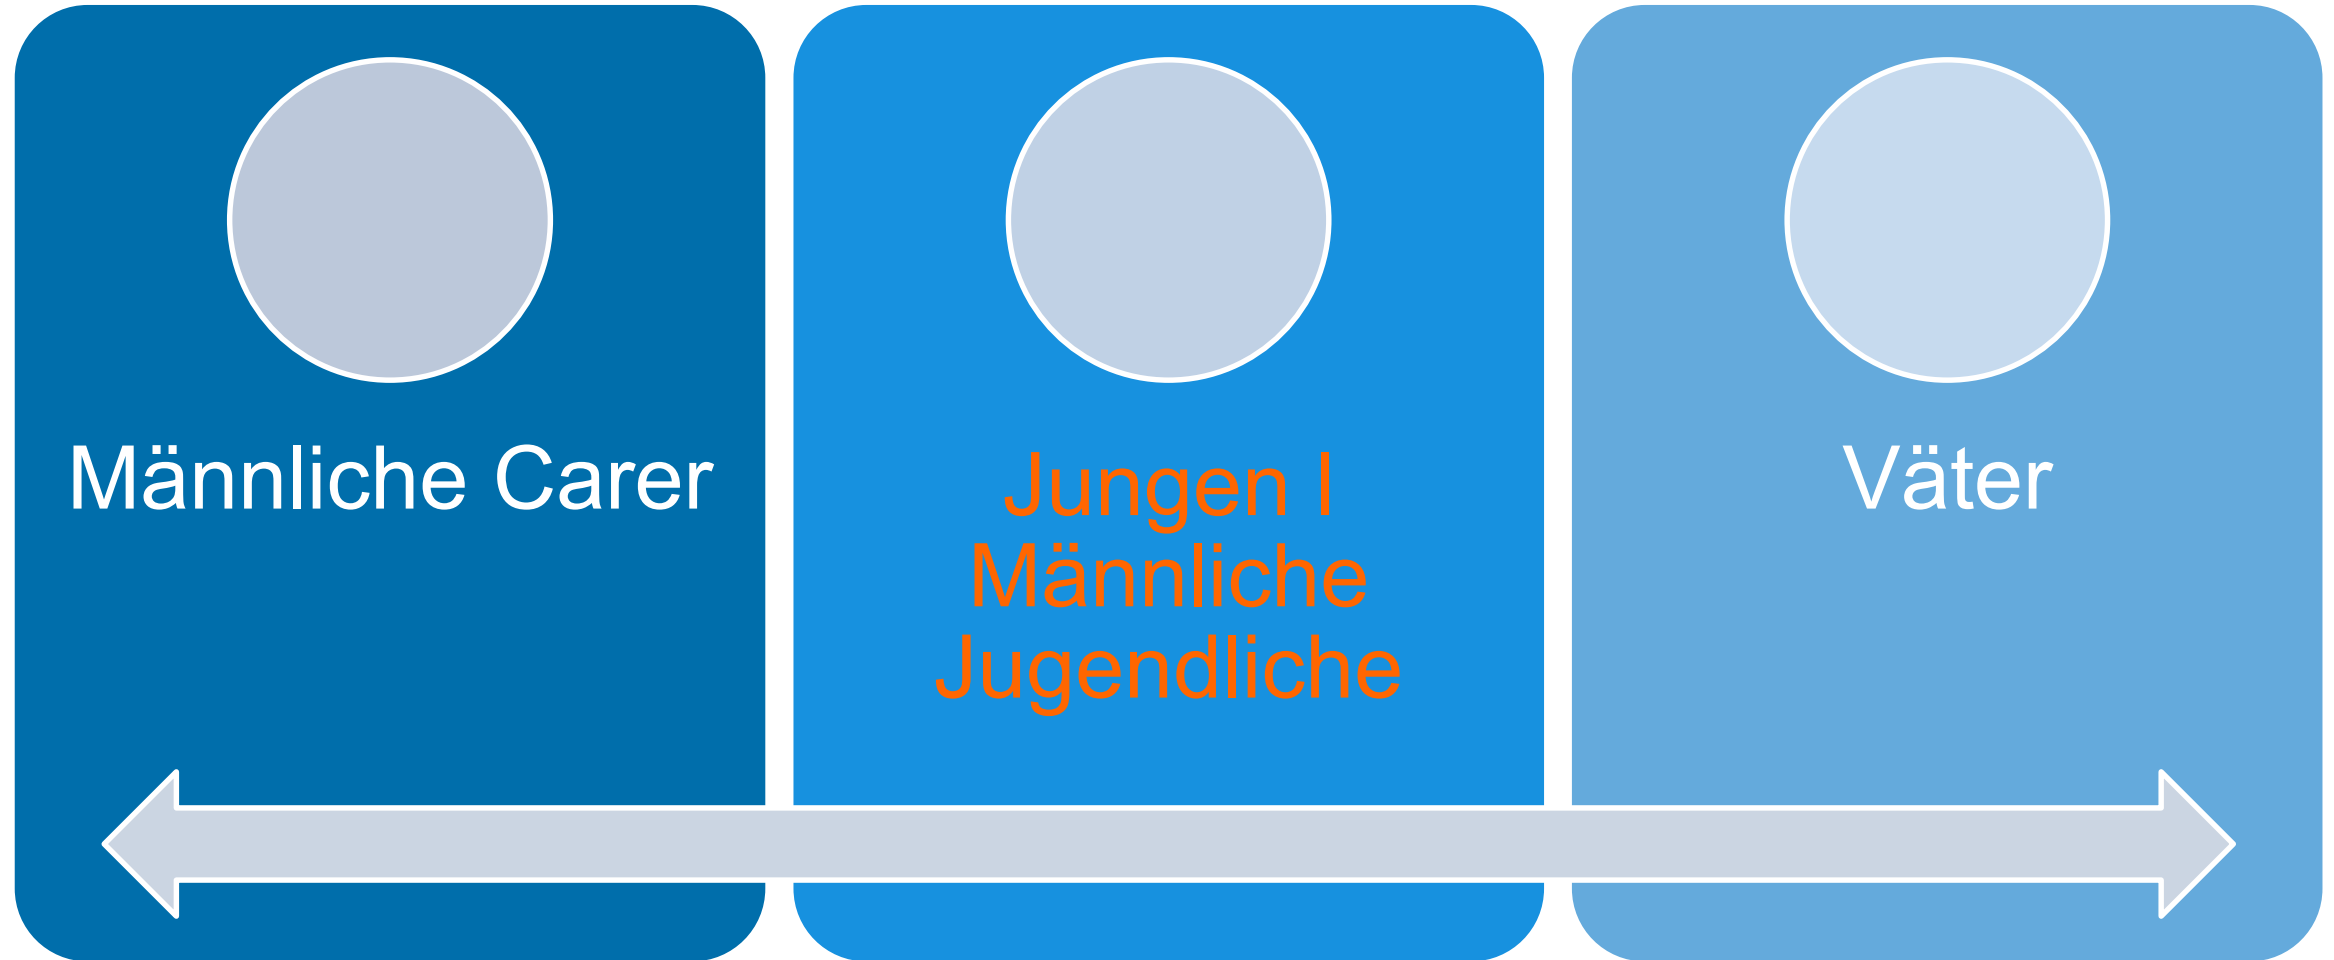 Männliche Carer
Jungen I
Männliche
Jugendliche
Väter